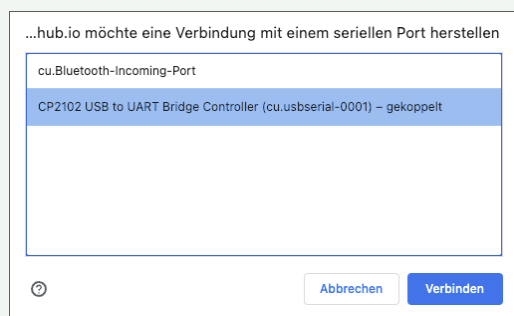 ...hub.io möchte eine Verbindung mit einem seriellen Port herstellen
cu.Bluetooth-Incoming-Port
CP2102 USB to UART Bridge Controller (cu.usbserial-0001) – gekoppelt
Abbrechen
Verbinden